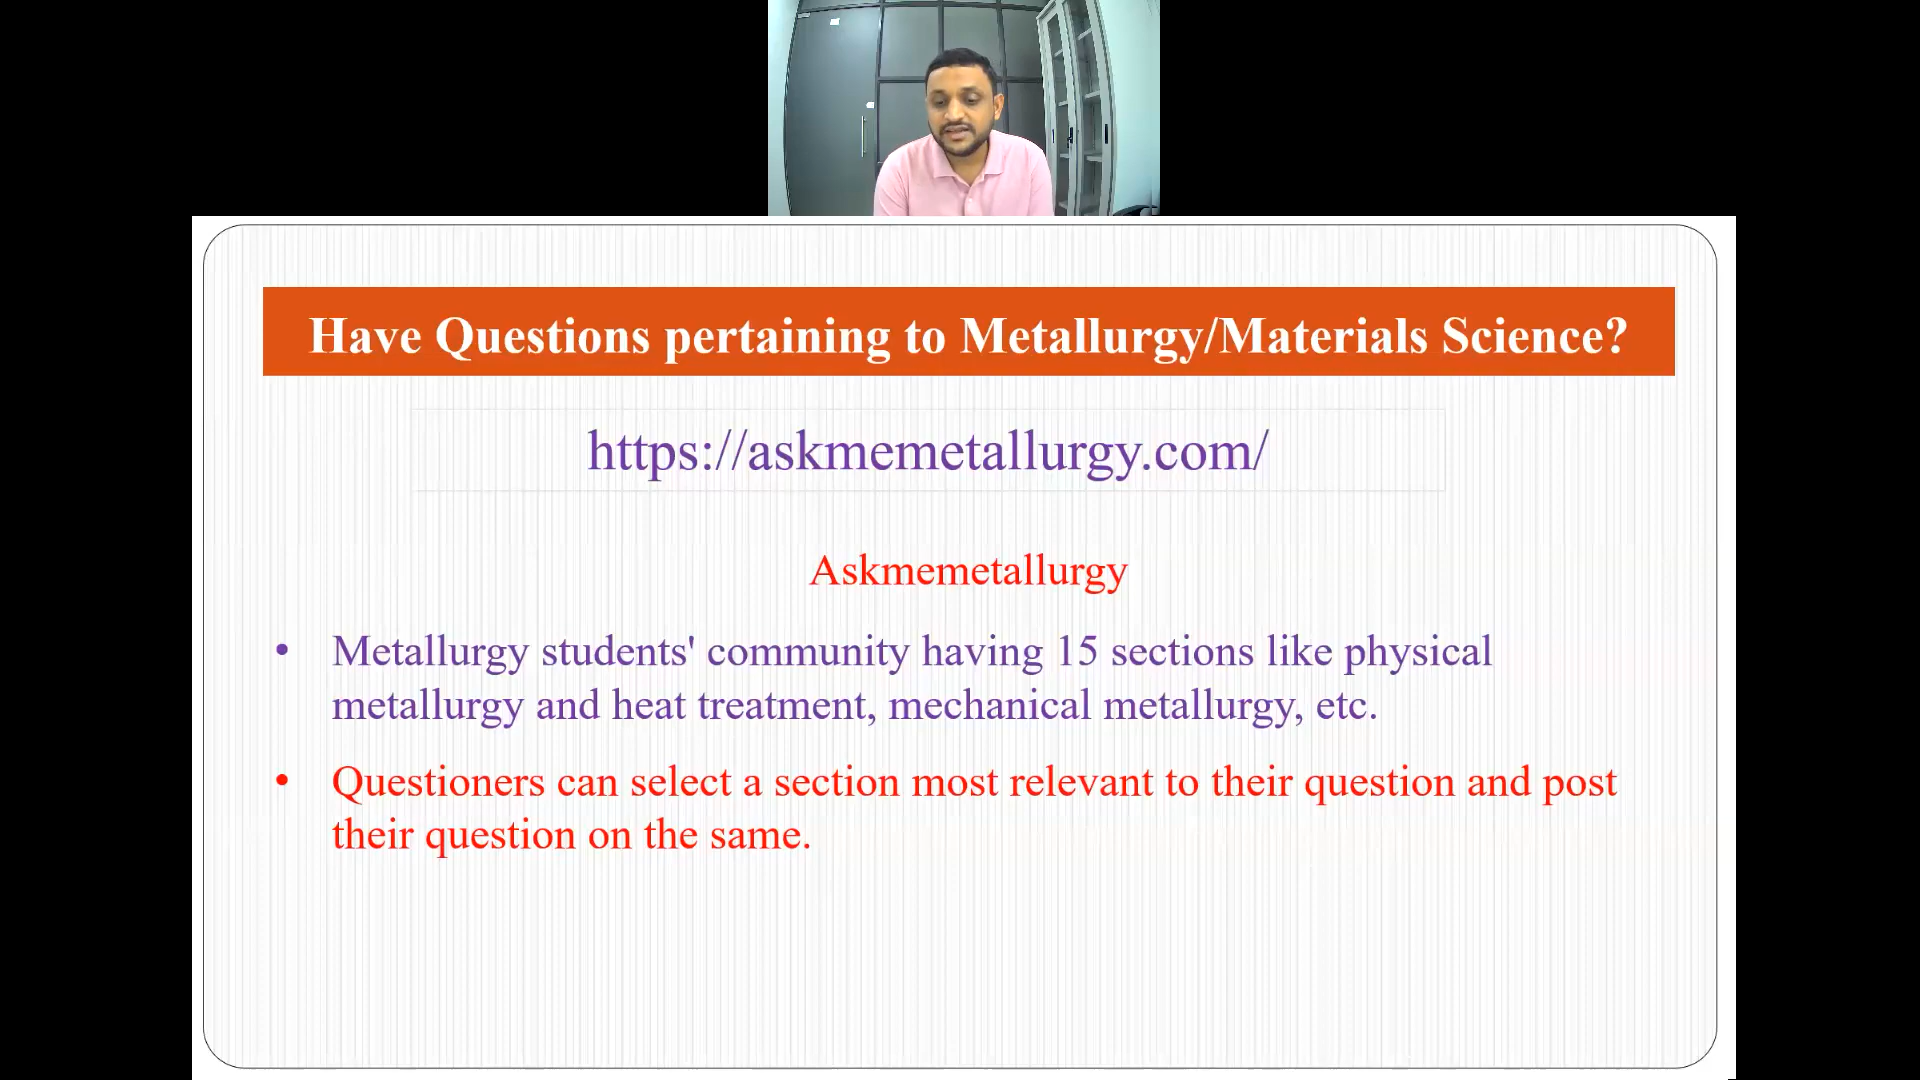 Have Questions pertaining to Metallurgy/Materials Science?
https://askmemetallurgy.com/
Askmemetallurgy
• Metallurgy students' community having 15 sections like physical
metallurgy and heat treatment, mechanical metallurgy, etc.
• Questioners can select a section most relevant to their question and post
their question on the same.